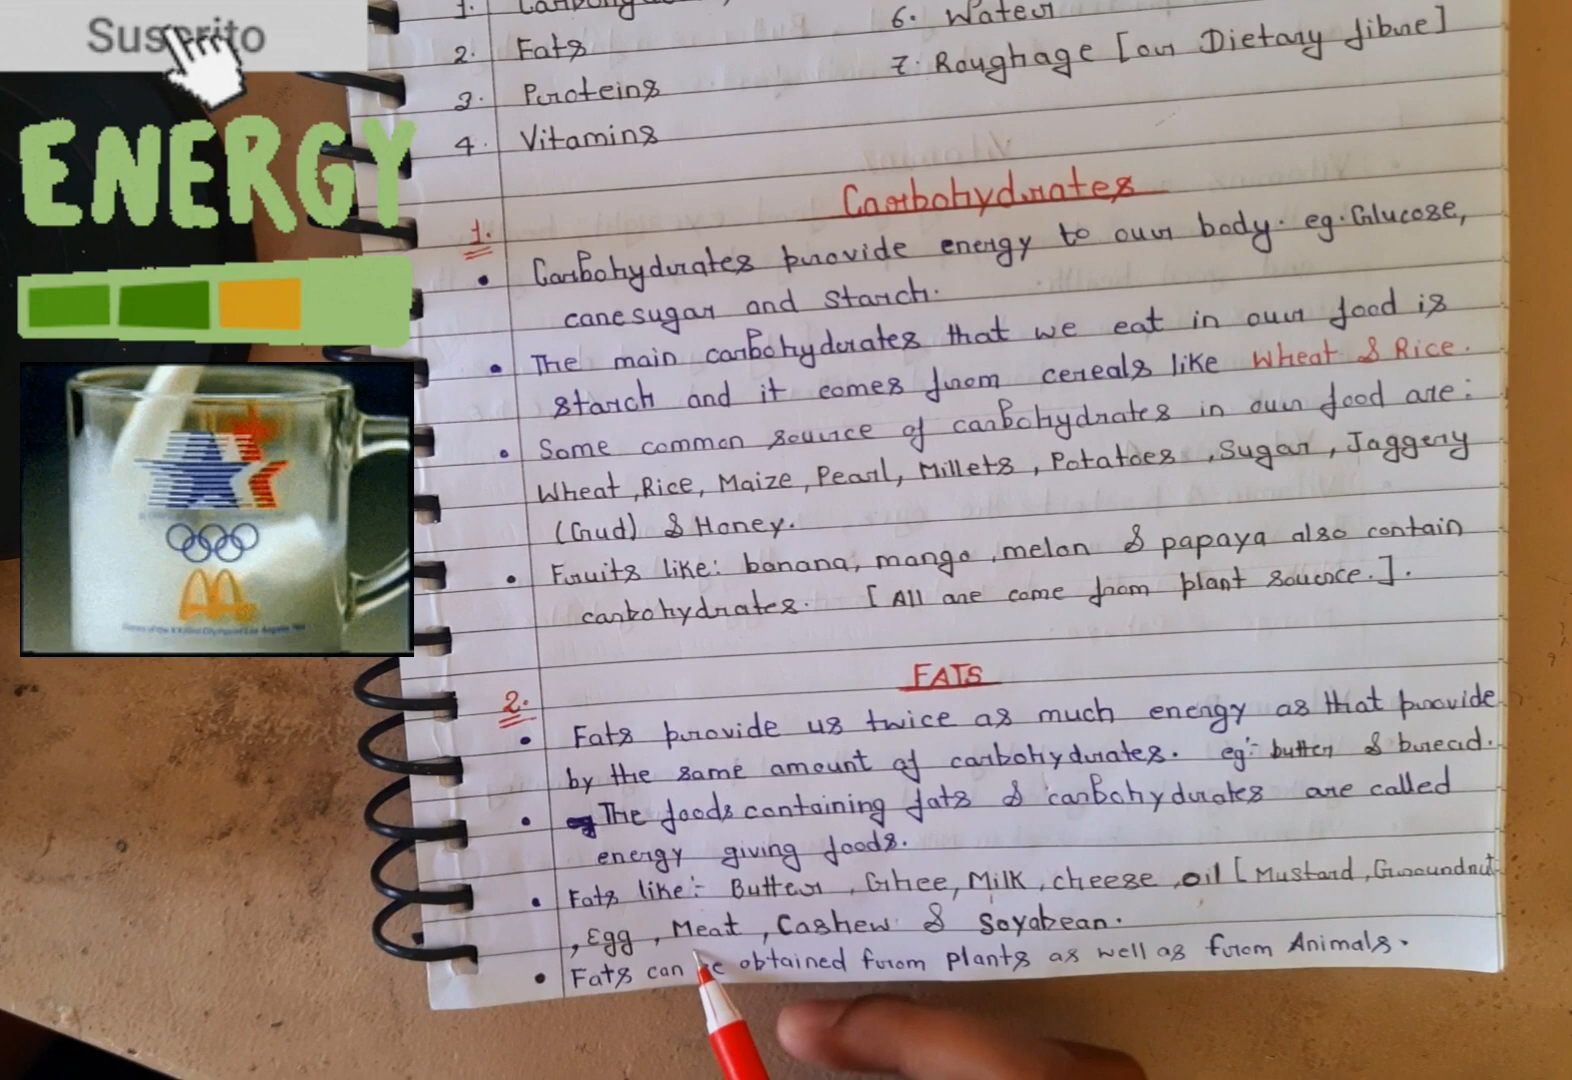 Suscrito
ENERGY
1.
2. Fats
3. Proteins
4. Vitamins
6. Water
7. Roughage [or Dietary fibre]
Carbohydrates
1.
• Carbohydrates provide energy to our body. eg. Glucose,
canesugar and starch.
• The main carbohydrates that we eat in our food is
starch and it comes from cereals like Wheat & Rice.
• Some common source of carbohydrates in our food are:
Wheat, Rice, Maize, Pearl, Millets, Potatoes, Sugar, Jaggery
(Gud) & Honey.
• Fruits like: banana, mango, melon & papaya also contain
carbohydrates. [All are come from plant source.].
FATS
2.
• Fats provide us twice as much energy as that provide
by the same amount of carbohydrates. eg:- butter & bread.
• The foods containing fats & carbohydrates are called
energy giving foods.
• Fats like:- Butter, Ghee, Milk, cheese, oil [Mustard, Groundnut
, Egg, Meat, Cashew & Soyabean.
• Fats can be obtained from plants as well as from Animals.